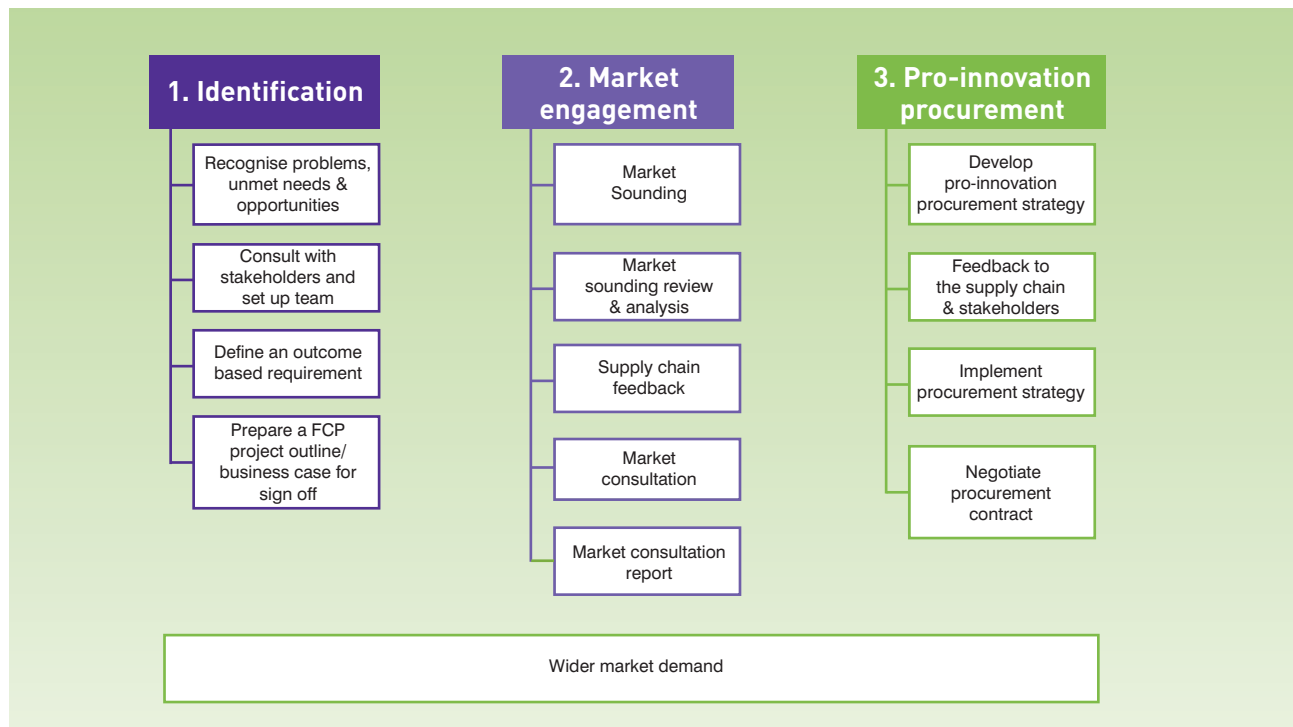 1. Identification
Recognise problems,
unmet needs &
opportunities
Consult with
stakeholders and
set up team
Define an outcome
based requirement
Prepare a FCP
project outline/
business case for
sign off
2. Market
engagement
Market
Sounding
Market
sounding review
& analysis
Supply chain
feedback
Market
consultation
Market consultation
report
3. Pro-innovation
procurement
Develop
pro-innovation
procurement strategy
Feedback to
the supply chain
& stakeholders
Implement
procurement strategy
Negotiate
procurement
contract
Wider market demand